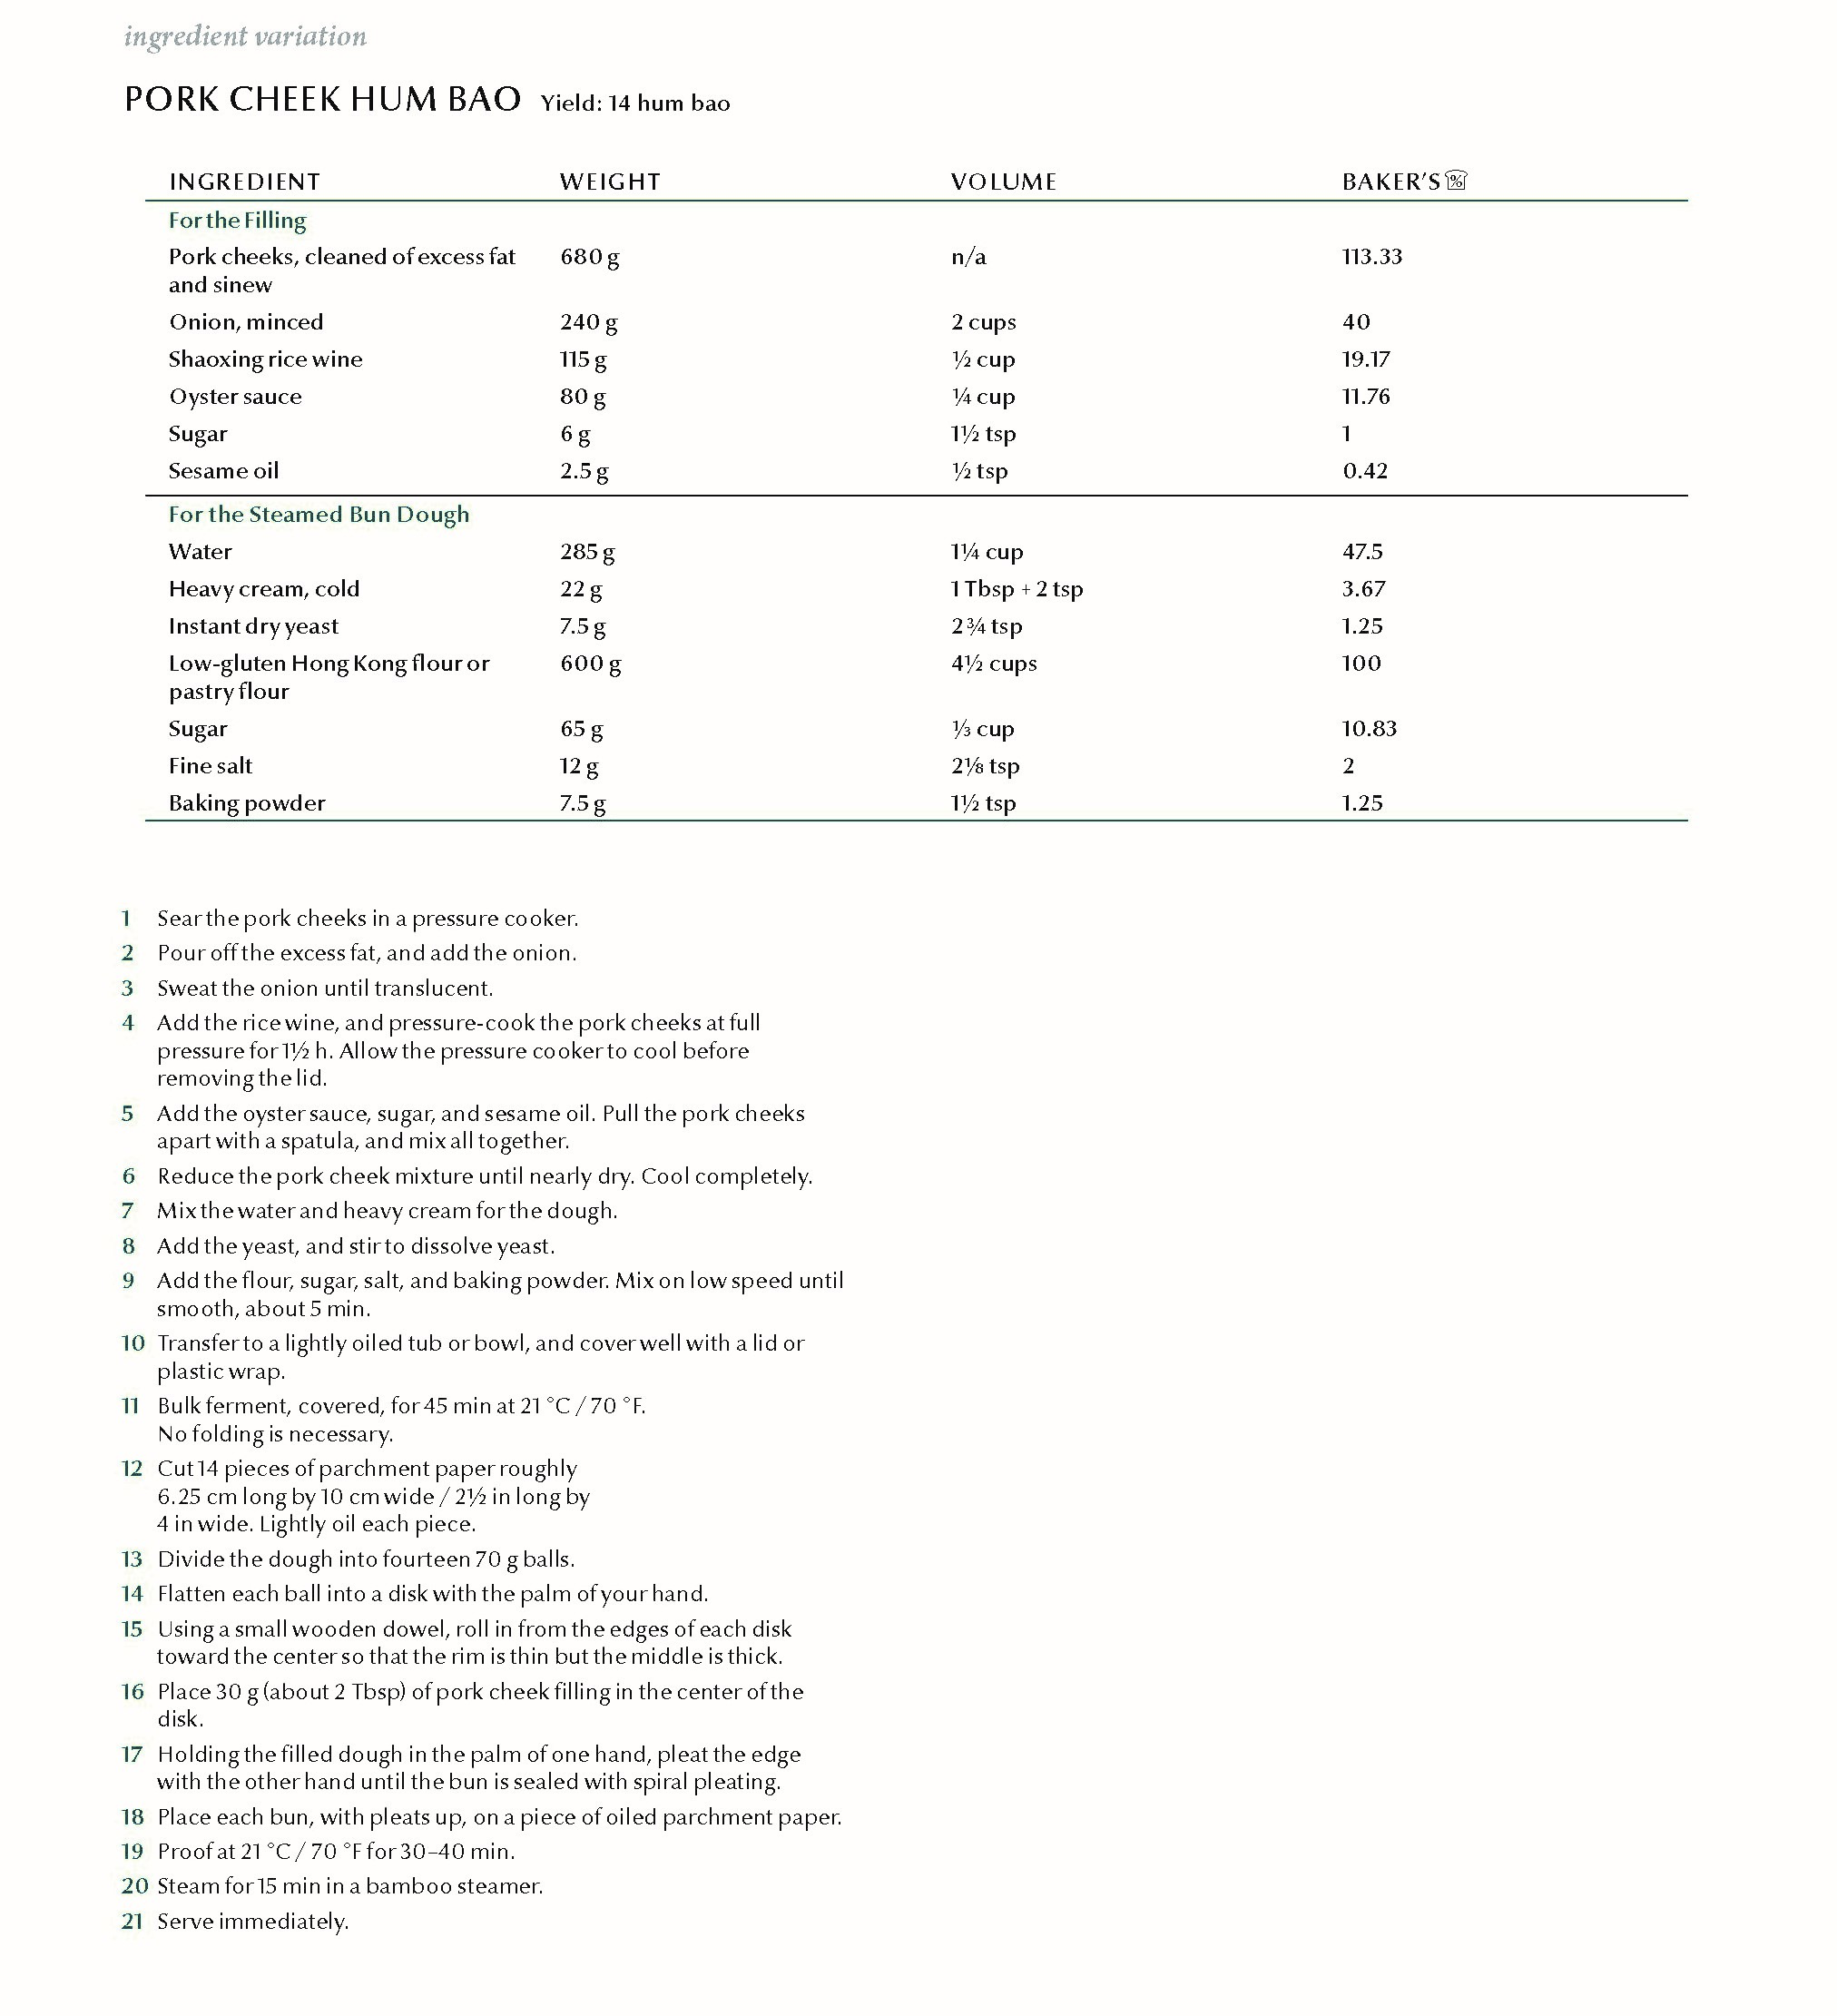 ingredient variation
PORK CHEEK HUM BAO Yield: 14 hum bao
INGREDIENT WEIGHT VOLUME BAKER'S %
For the Filling
Pork cheeks, cleaned of excess fat 680 g n/a 113.33
and sinew
Onion, minced 240 g 2 cups 40
Shaoxing rice wine 115 g ½ cup 19.17
Oyster sauce 80 g ¼ cup 11.76
Sugar 6 g 1½ tsp 1
Sesame oil 2.5 g ½ tsp 0.42
For the Steamed Bun Dough
Water 285 g 1¼ cup 47.5
Heavy cream, cold 22 g 1 Tbsp + 2 tsp 3.67
Instant dry yeast 7.5 g 2¾ tsp 1.25
Low-gluten Hong Kong flour or 600 g 4½ cups 100
pastry flour
Sugar 65 g ⅓ cup 10.83
Fine salt 12 g 2⅛ tsp 2
Baking powder 7.5 g 1½ tsp 1.25
1 Sear the pork cheeks in a pressure cooker.
2 Pour off the excess fat, and add the onion.
3 Sweat the onion until translucent.
4 Add the rice wine, and pressure-cook the pork cheeks at full
pressure for 1½ h. Allow the pressure cooker to cool before
removing the lid.
5 Add the oyster sauce, sugar, and sesame oil. Pull the pork cheeks
apart with a spatula, and mix all together.
6 Reduce the pork cheek mixture until nearly dry. Cool completely.
7 Mix the water and heavy cream for the dough.
8 Add the yeast, and stir to dissolve yeast.
9 Add the flour, sugar, salt, and baking powder. Mix on low speed until
smooth, about 5 min.
10 Transfer to a lightly oiled tub or bowl, and cover well with a lid or
plastic wrap.
11 Bulk ferment, covered, for 45 min at 21 °C / 70 °F.
No folding is necessary.
12 Cut 14 pieces of parchment paper roughly
6.25 cm long by 10 cm wide / 2½ in long by
4 in wide. Lightly oil each piece.
13 Divide the dough into fourteen 70 g balls.
14 Flatten each ball into a disk with the palm of your hand.
15 Using a small wooden dowel, roll in from the edges of each disk
toward the center so that the rim is thin but the middle is thick.
16 Place 30 g (about 2 Tbsp) of pork cheek filling in the center of the
disk.
17 Holding the filled dough in the palm of one hand, pleat the edge
with the other hand until the bun is sealed with spiral pleating.
18 Place each bun, with pleats up, on a piece of oiled parchment paper.
19 Proof at 21 °C / 70 °F for 30–40 min.
20 Steam for 15 min in a bamboo steamer.
21 Serve immediately.